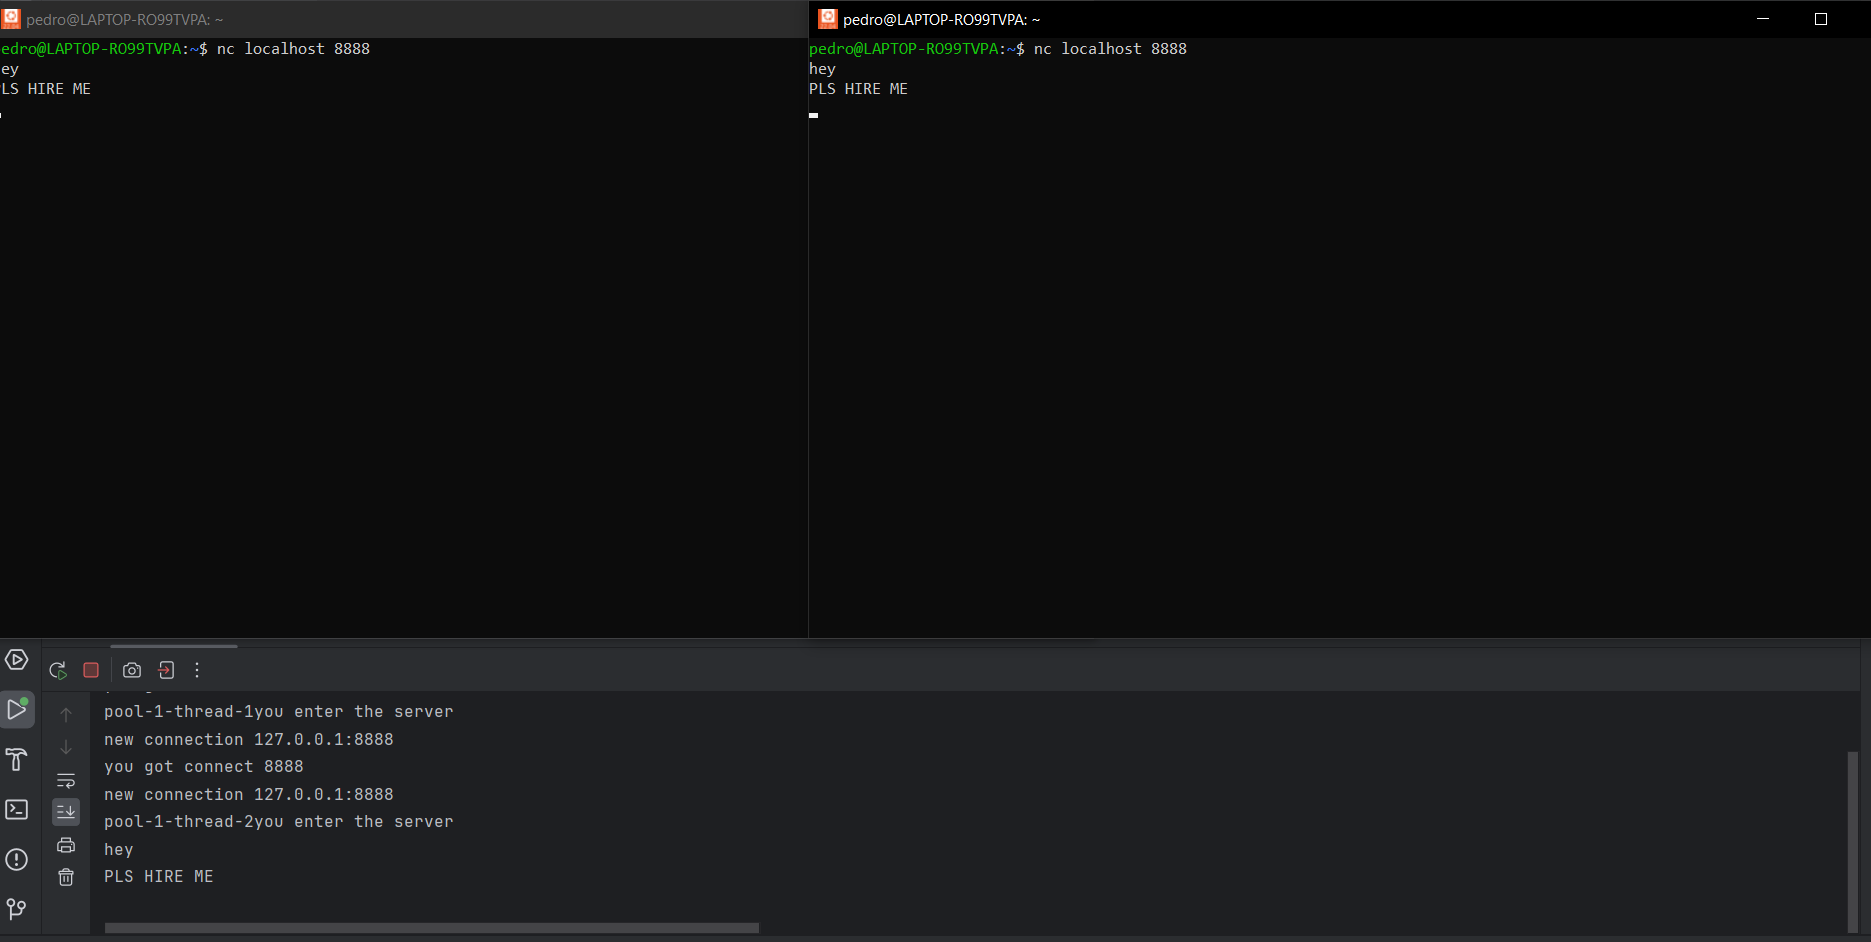 pedro@LAPTOP-RO99TVPA: ~
edro@LAPTOP-RO99TVPA:~$ nc localhost 8888
ey
LS HIRE ME
pedro@LAPTOP-RO99TVPA: ~
pedro@LAPTOP-RO99TVPA:~$ nc localhost 8888
hey
PLS HIRE ME
pool-1-thread-1you enter the server
new connection 127.0.0.1:8888
you got connect 8888
new connection 127.0.0.1:8888
pool-1-thread-2you enter the server
hey
PLS HIRE ME